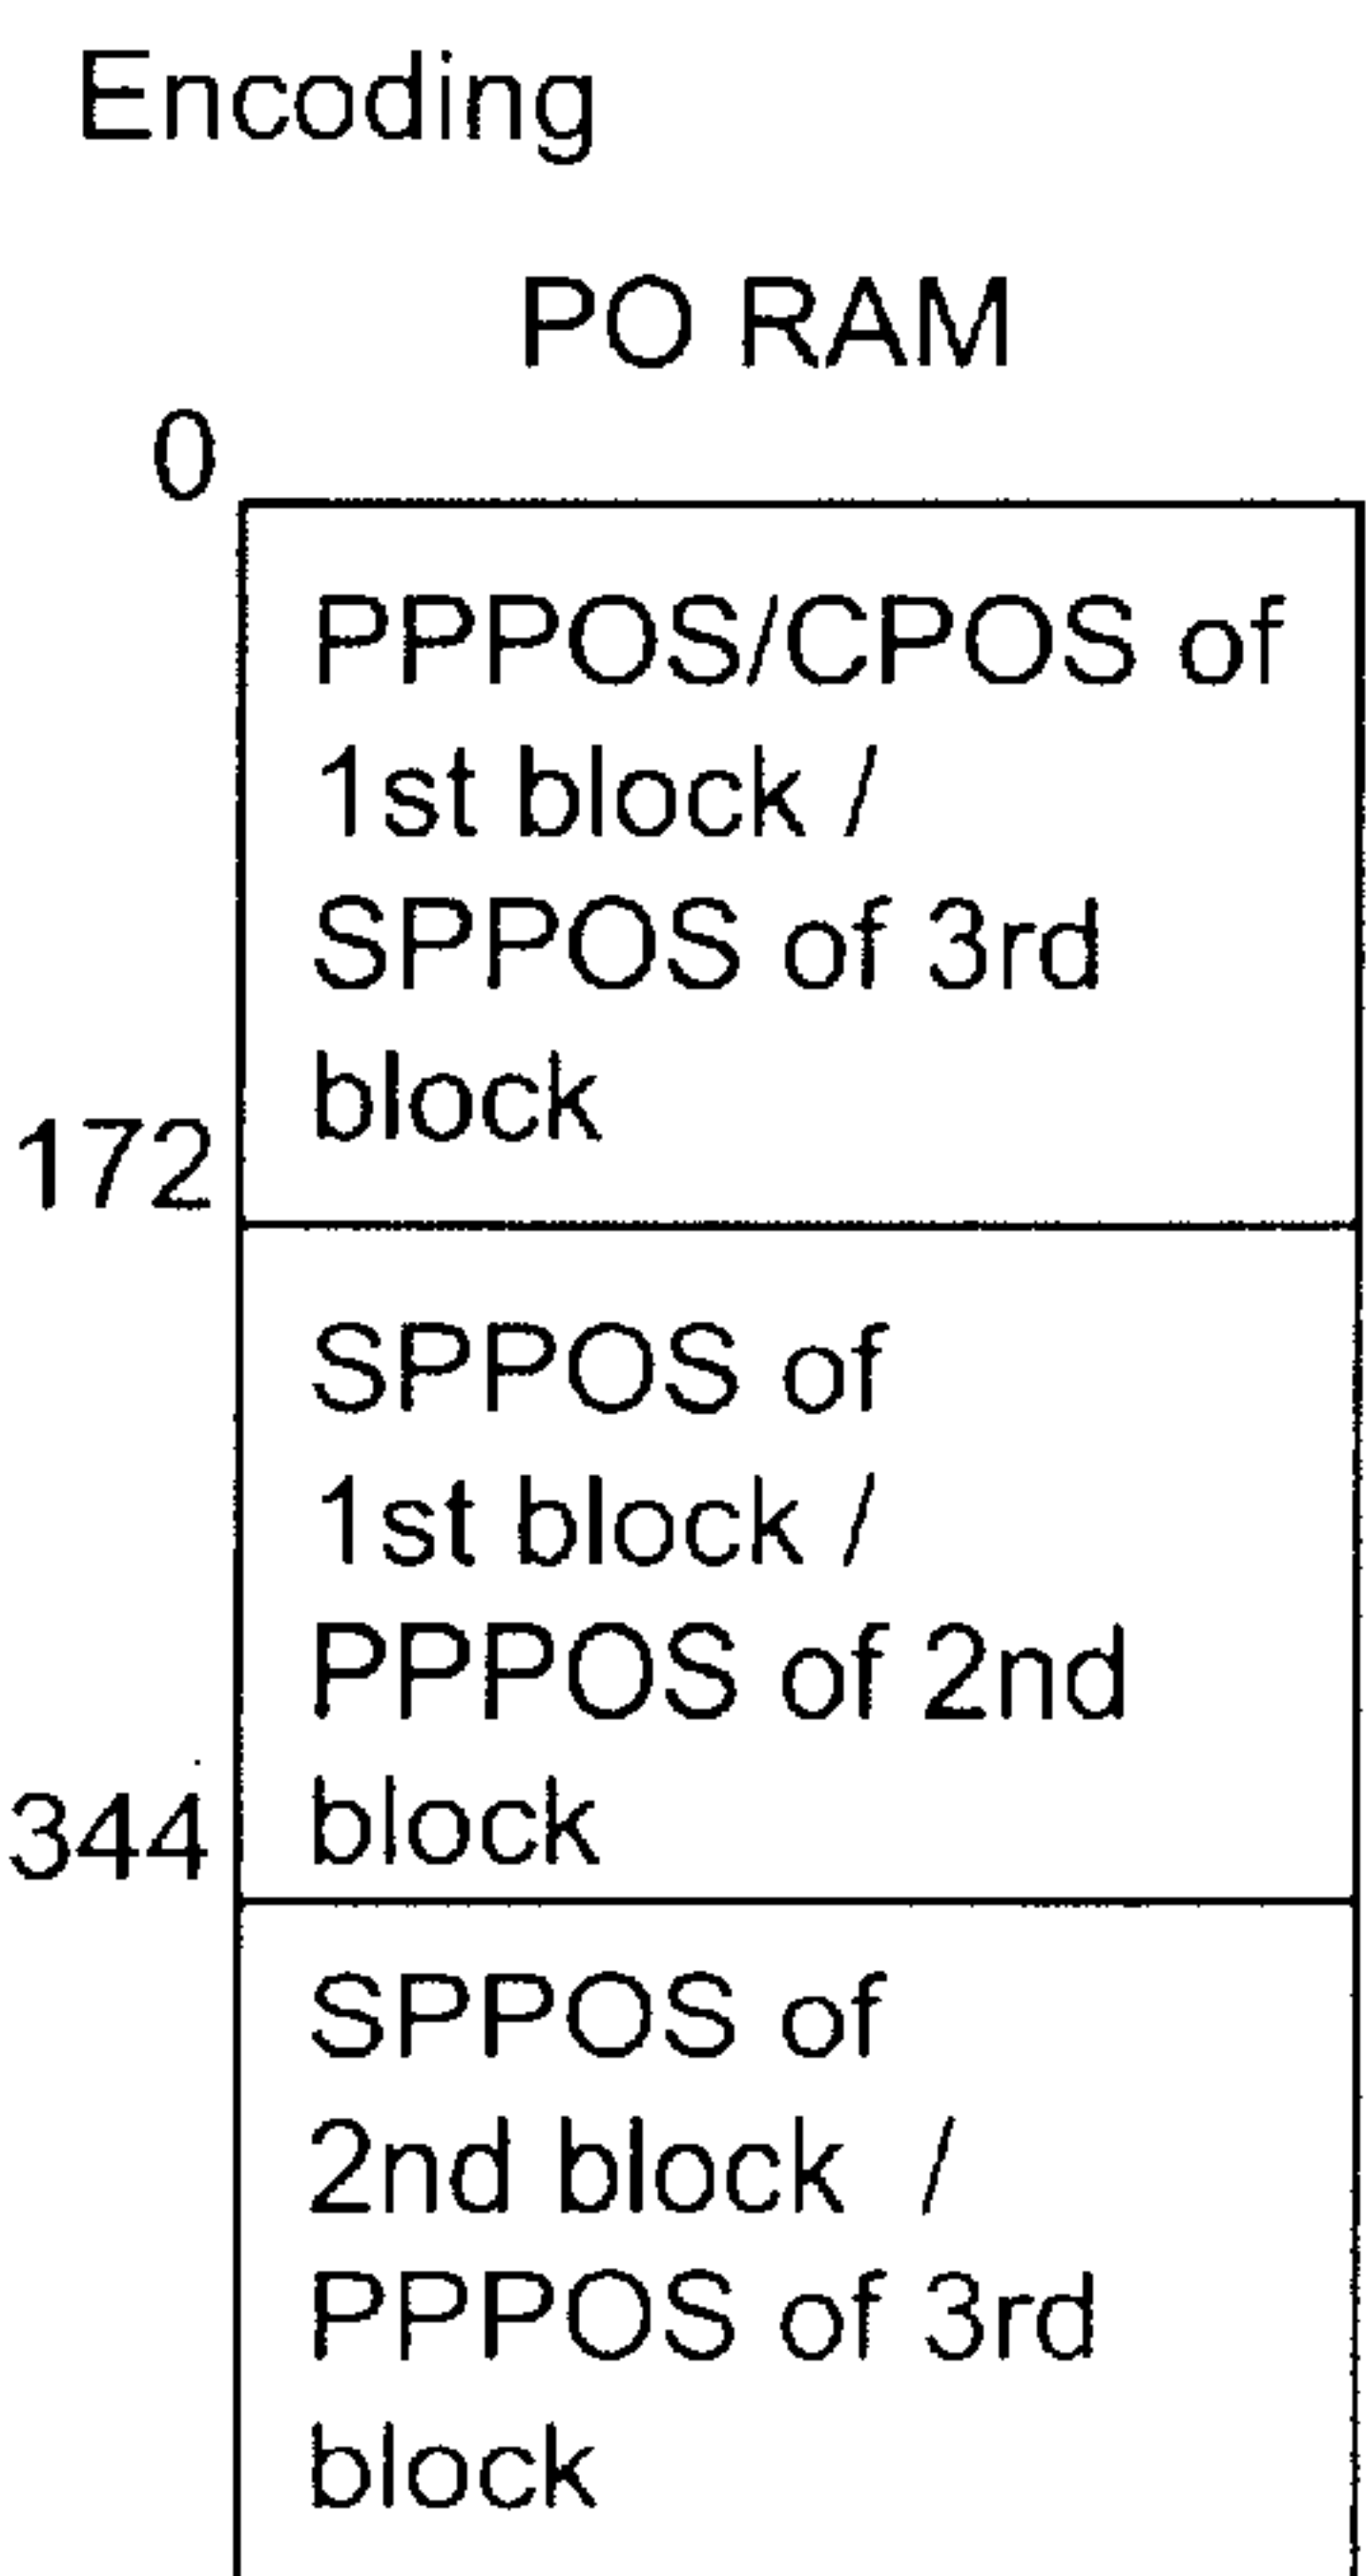 Encoding
PO RAM
0
PPPOS/CPOS of
1st block /
SPPOS of 3rd
block
172
SPPOS of
1st block /
PPPOS of 2nd
block
344
SPPOS of
2nd block /
PPPOS of 3rd
block